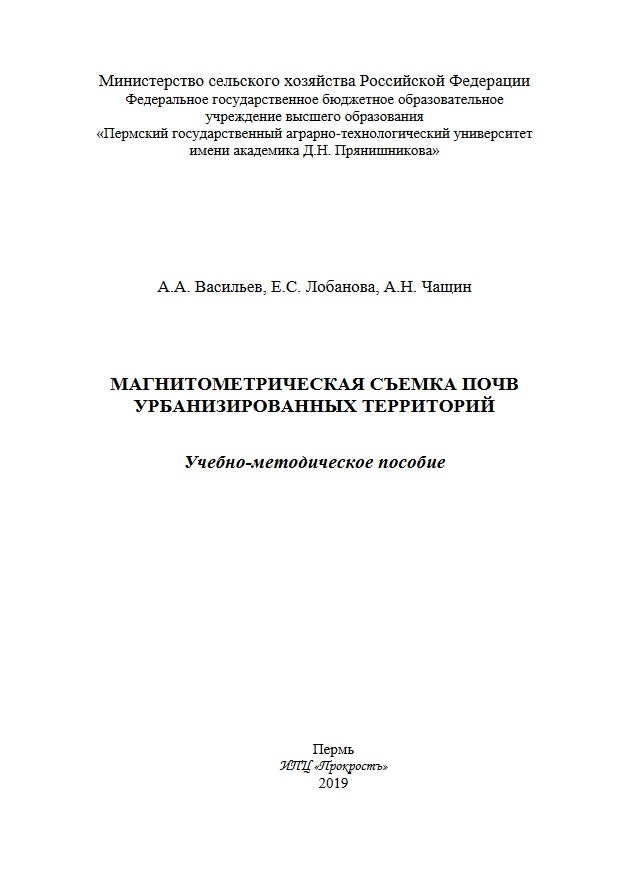 Министерство сельского хозяйства Российской Федерации
Федеральное государственное бюджетное образовательное
учреждение высшего образования
«Пермский государственный аграрно-технологический университет
имени академика Д.Н. Прянишникова»
А.А. Васильев, Е.С. Лобанова, А.Н. Чащин
МАГНИТОМЕТРИЧЕСКАЯ СЪЕМКА ПОЧВ
УРБАНИЗИРОВАННЫХ ТЕРРИТОРИЙ
Учебно-методическое пособие
Пермь
ИПЦ «Прокростъ»
2019